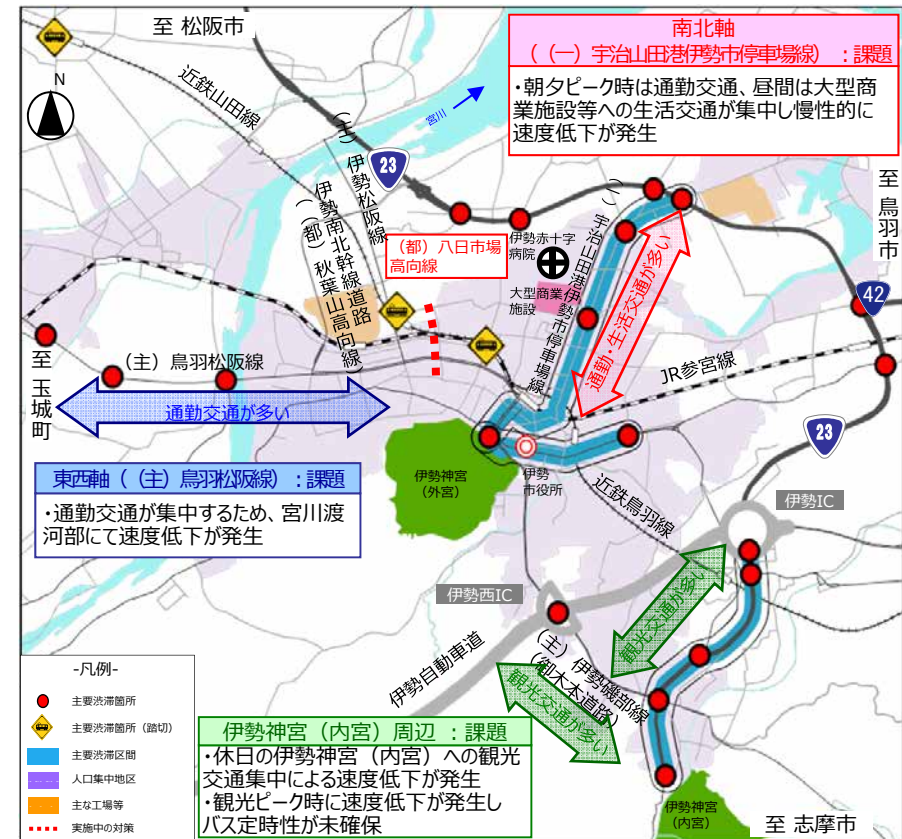 至 松阪市
南北軸
（（一）宇治山田港伊勢市停車場線）：課題
・朝夕ピーク時は通勤交通、昼間は大型商
業施設等への生活交通が集中し慢性的に
速度低下が発生
N
近鉄山田線
宮川
（主）伊勢松阪線
23
伊勢南北幹線道路
（（都）秋葉山高向線）
（都）八日市場
高向線
伊勢赤十字
病院
大型商業
施設
（一）宇治山田港伊勢市停車場線
通勤・生活交通が多い
至 鳥羽市
42
至 玉城町
（主）鳥羽松阪線
通勤交通が多い
JR参宮線
23
東西軸（（主）鳥羽松阪線）：課題
・通勤交通が集中するため、宮川渡
河部にて速度低下が発生
伊勢神宮
（外宮）
伊勢
市役所
近鉄鳥羽線
伊勢IC
伊勢西IC
観光交通が多い
伊勢自動車道
（主）伊勢磯部線
（御木本道路）
観光交通が多い
-凡例-
主要渋滞箇所
主要渋滞箇所（踏切）
主要渋滞区間
人口集中地区
主な工場等
実施中の対策
伊勢神宮（内宮）周辺 ：課題
・休日の伊勢神宮（内宮）への観光
交通集中による速度低下が発生
・観光ピーク時に速度低下が発生し
バス定時性が未確保
伊勢神宮
（内宮）
至 志摩市